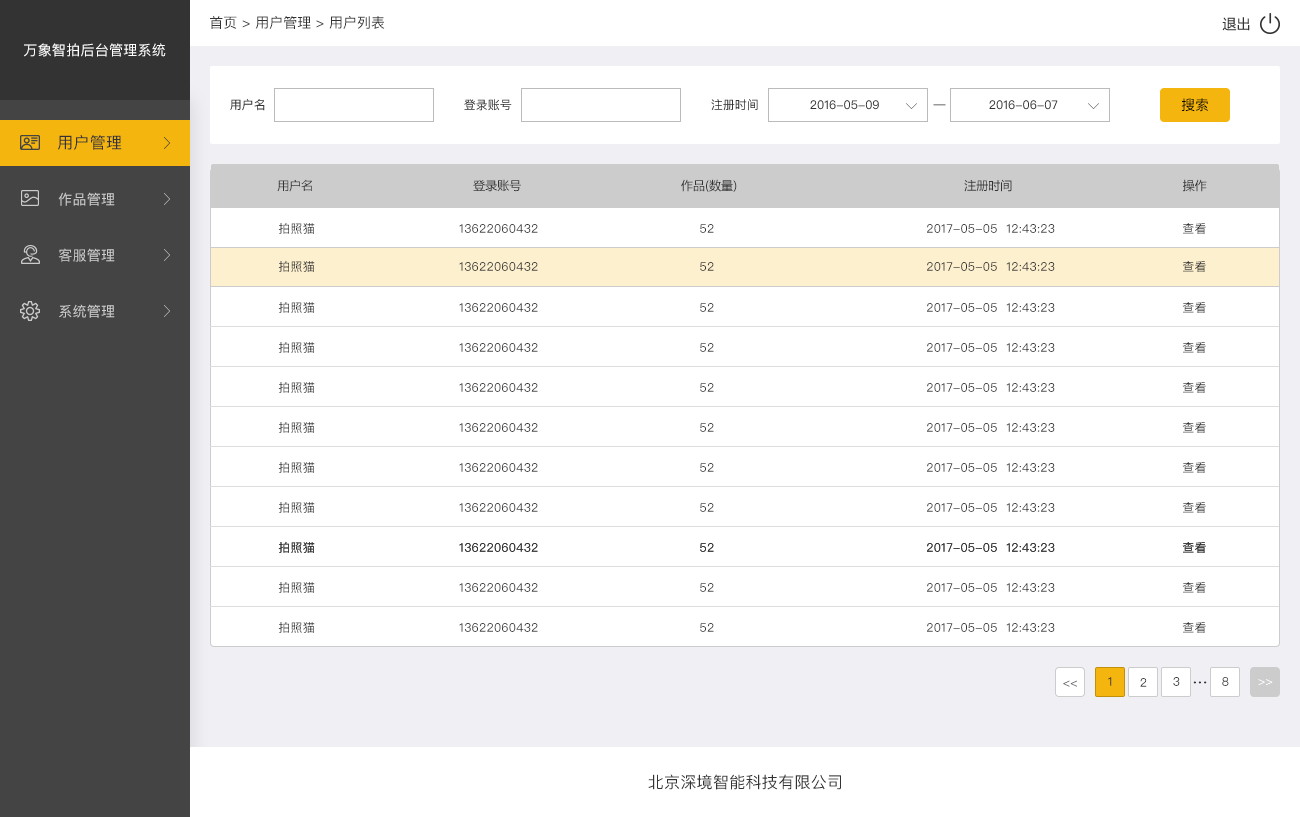 万象智拍后台管理系统
首页 > 用户管理 > 用户列表
退出
用户管理
作品管理
客服管理
系统管理
用户名 登录账号 注册时间 2016-05-09 — 2016-06-07 搜索
用户名 登录账号 作品(数量) 注册时间 操作
拍照猫 13622060432 52 2017-05-05 12:43:23 查看
拍照猫 13622060432 52 2017-05-05 12:43:23 查看
拍照猫 13622060432 52 2017-05-05 12:43:23 查看
拍照猫 13622060432 52 2017-05-05 12:43:23 查看
拍照猫 13622060432 52 2017-05-05 12:43:23 查看
拍照猫 13622060432 52 2017-05-05 12:43:23 查看
拍照猫 13622060432 52 2017-05-05 12:43:23 查看
拍照猫 13622060432 52 2017-05-05 12:43:23 查看
拍照猫 13622060432 52 2017-05-05 12:43:23 查看
拍照猫 13622060432 52 2017-05-05 12:43:23 查看
拍照猫 13622060432 52 2017-05-05 12:43:23 查看
<< 1 2 3 ··· 8 >>
北京深境智能科技有限公司